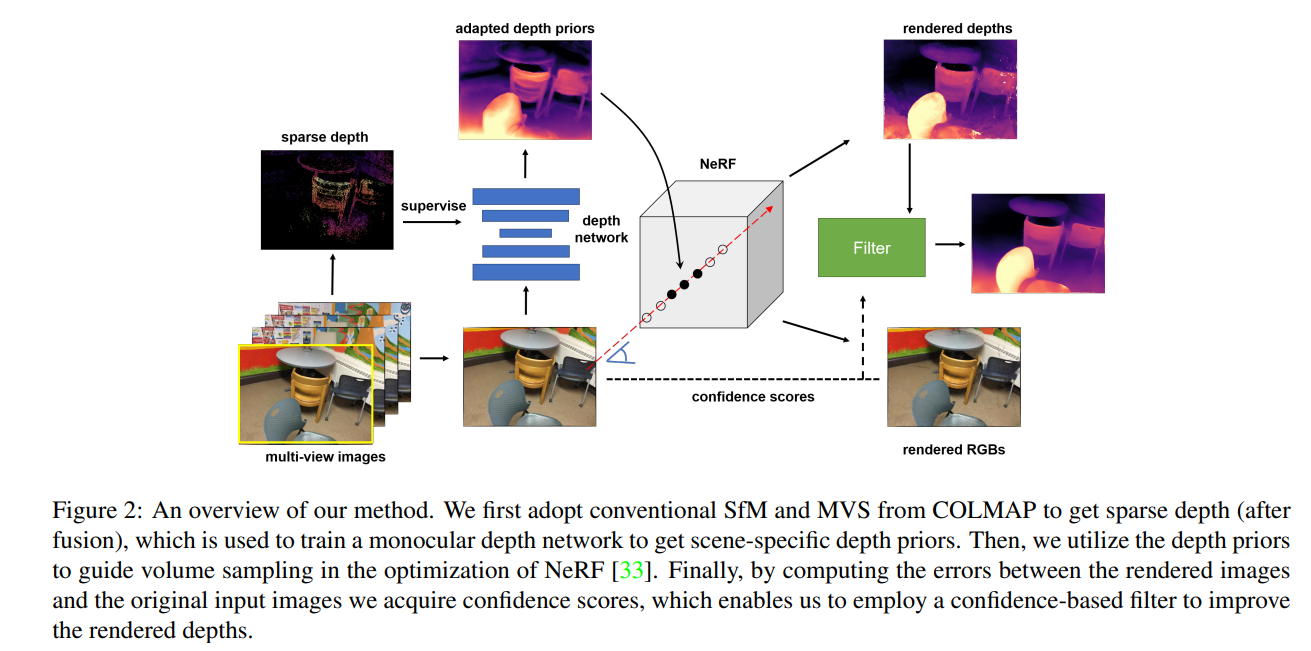 adapted depth priors
rendered depths
sparse depth
NeRF
supervise
depth
network
Filter
confidence scores
multi-view images
rendered RGBs
Figure 2: An overview of our method. We first adopt conventional SfM and MVS from COLMAP to get sparse depth (after
fusion), which is used to train a monocular depth network to get scene-specific depth priors. Then, we utilize the depth priors
to guide volume sampling in the optimization of NeRF [33]. Finally, by computing the errors between the rendered images
and the original input images we acquire confidence scores, which enables us to employ a confidence-based filter to improve
the rendered depths.